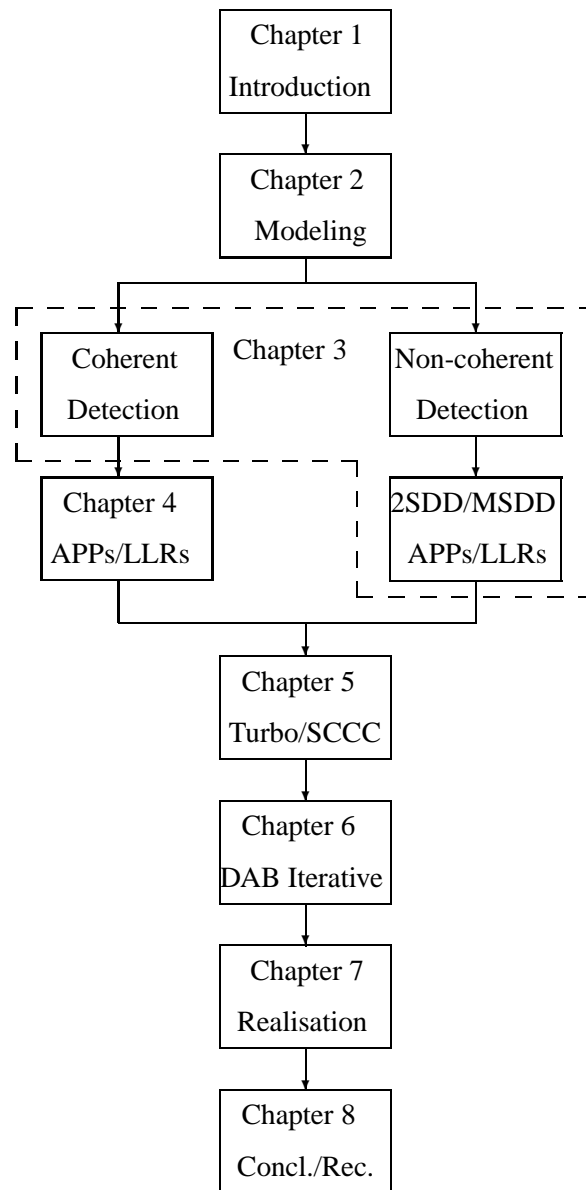 Chapter 1
Introduction
Chapter 2
Modeling
Coherent
Detection
Chapter 3
Non-coherent
Detection
Chapter 4
APPs/LLRs
2SDD/MSDD
APPs/LLRs
Chapter 5
Turbo/SCCC
Chapter 6
DAB Iterative
Chapter 7
Realisation
Chapter 8
Concl./Rec.